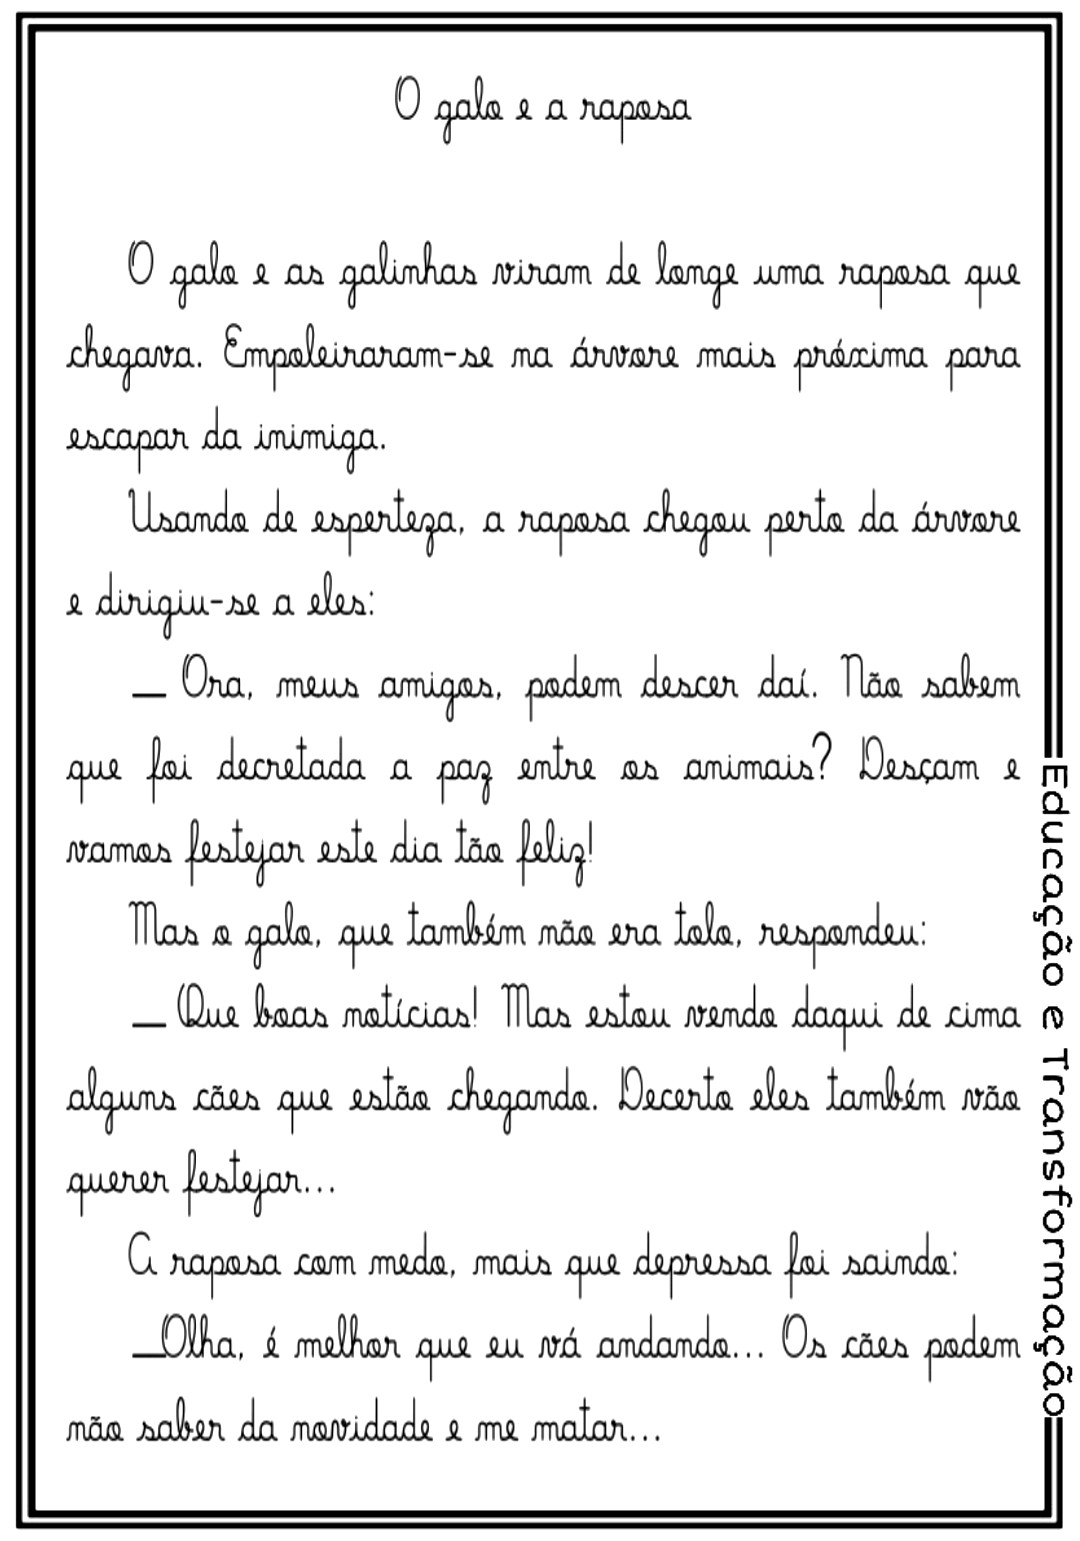 O galo e a raposa
O galo e as galinhas viram de longe uma raposa que
chegava. Empoleiraram-se na árvore mais próxima para
escapar da inimiga.
Usando de esperteza, a raposa chegou perto da árvore
e dirigiu-se a eles:
__ Ora, meus amigos, podem descer daí. Não sabem
que foi decretada a paz entre os animais? Desçam e
vamos festejar este dia tão feliz!
Mas o galo, que também não era tolo, respondeu:
__ Que boas notícias! Mas estou vendo daqui de cima
alguns cães que estão chegando. Decerto eles também vão
querer festejar...
A raposa com medo, mais que depressa foi saindo:
__Olha, é melhor que eu vá andando... Os cães podem
não saber da novidade e me matar...
Educação e Transformação